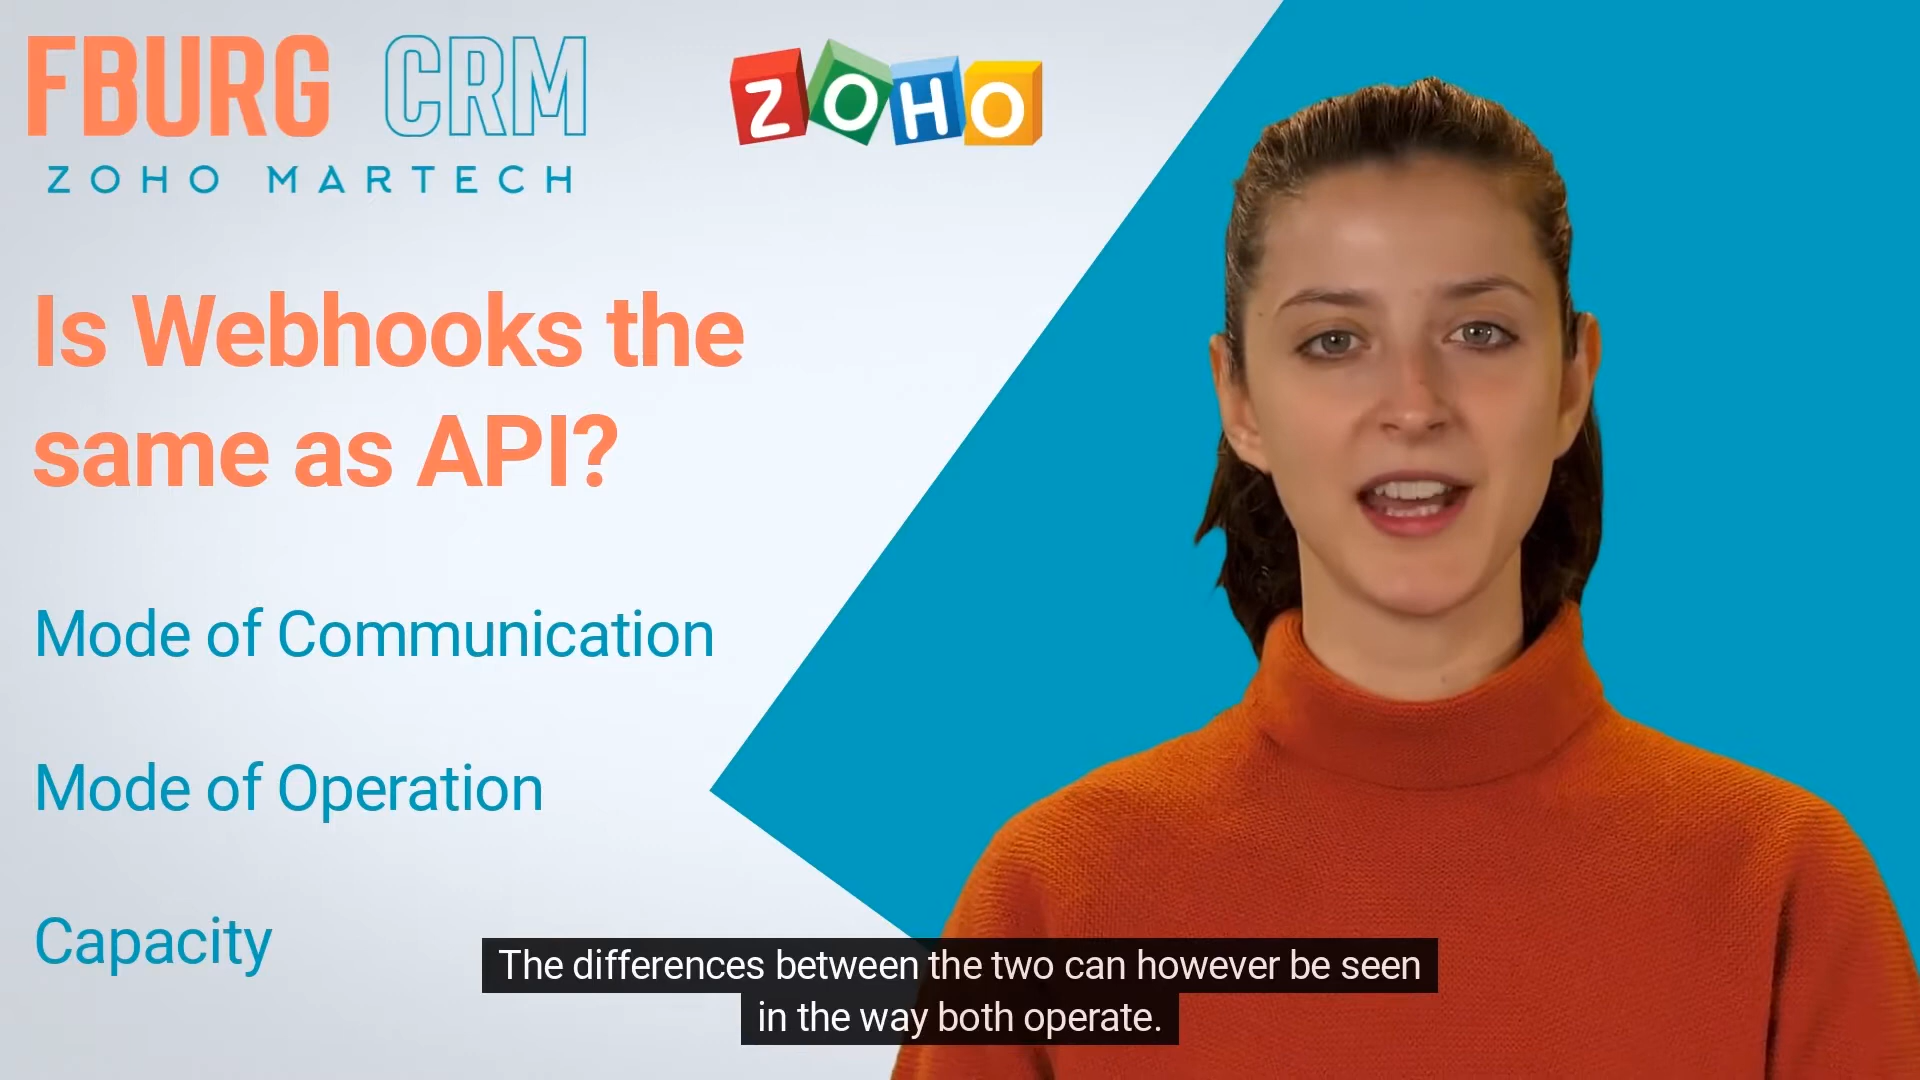 FBURG CRM
ZOHO MARTECH
ZOHO
Is Webhooks the
same as API?
Mode of Communication
Mode of Operation
Capacity
The differences between the two can however be seen
in the way both operate.